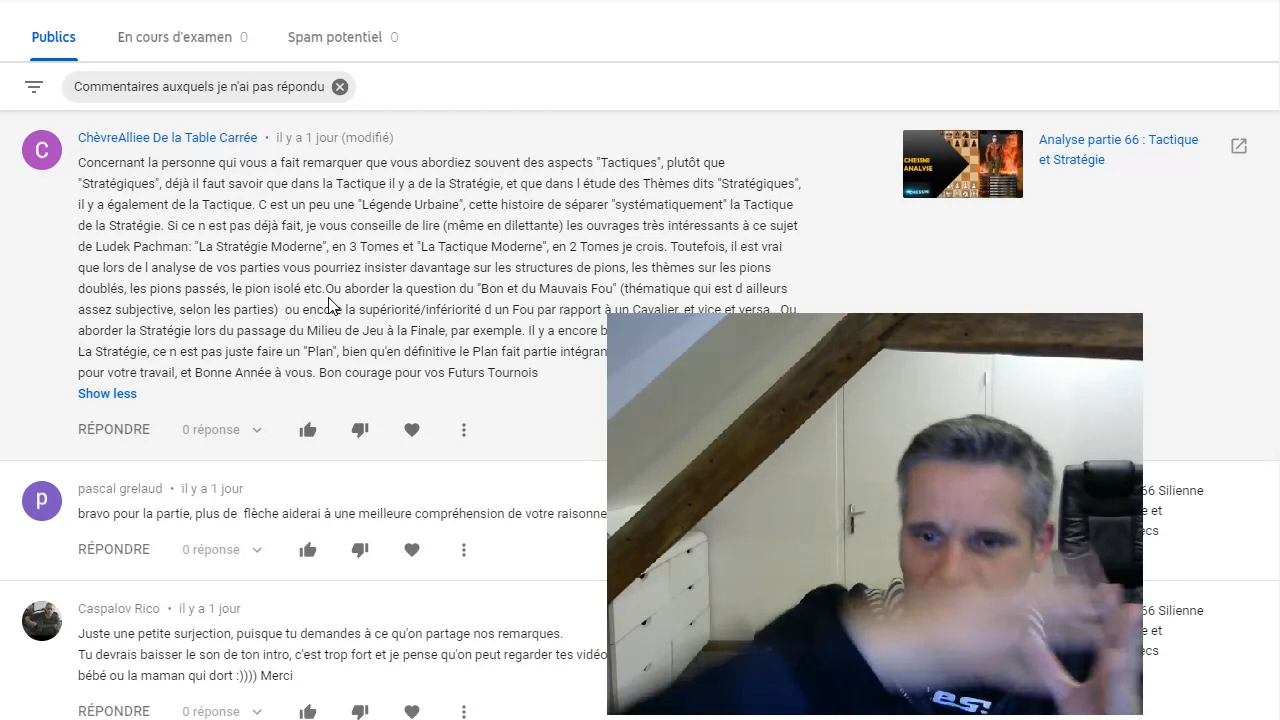 Publics
En cours d'examen 0
Spam potentiel 0
Commentaires auxquels je n'ai pas répondu
C
ChèvreAlliee De la Table Carrée • il y a 1 jour (modifié)
Concernant la personne qui vous a fait remarquer que vous abordiez souvent des aspects "Tactiques", plutôt que
"Stratégiques", déjà il faut savoir que dans la Tactique il y a de la Stratégie, et que dans l étude des Thèmes dits "Stratégiques",
il y a également de la Tactique. C est un peu une "Légende Urbaine", cette histoire de séparer "systématiquement" la Tactique
de la Stratégie. Si ce n est pas déjà fait, je vous conseille de lire (même en dilettante) les ouvrages très intéressants à ce sujet
de Ludek Pachman: "La Stratégie Moderne", en 3 Tomes et "La Tactique Moderne", en 2 Tomes je crois. Toutefois, il est vrai
que lors de l analyse de vos parties vous pourriez insister davantage sur les structures de pions, les thèmes sur les pions
doublés, les pions passés, le pion isolé etc.Ou aborder la question du "Bon et du Mauvais Fou" (thématique qui est d ailleurs
assez subjective, selon les parties) ou encore la supériorité/infériorité d un Fou par rapport à un Cavalier, et vice et versa.. Ou
aborder la Stratégie lors du passage du Milieu de Jeu à la Finale, par exemple. Il y a encore
La Stratégie, ce n est pas juste faire un "Plan", bien qu'en définitive le Plan fait partie
pour votre travail, et Bonne Année à vous. Bon courage pour vos Futurs Tournois
Show less
RÉPONDRE 0 réponse
CHESSMI
ANALYSE
Analyse partie 66 : Tactique
et Stratégie
p
pascal grelaud • il y a 1 jour
bravo pour la partie, plus de flèche aiderai à une meilleure compréhension de votre
66 Silienne
RÉPONDRE 0 réponse
Caspalov Rico • il y a 1 jour
Juste une petite surjection, puisque tu demandes à ce qu'on partage nos remarques.
Tu devrais baisser le son de ton intro, c'est trop fort et je pense qu'on peut regarder tes
bébé ou la maman qui dort :)))) Merci
66 Silienne
RÉPONDRE 0 réponse